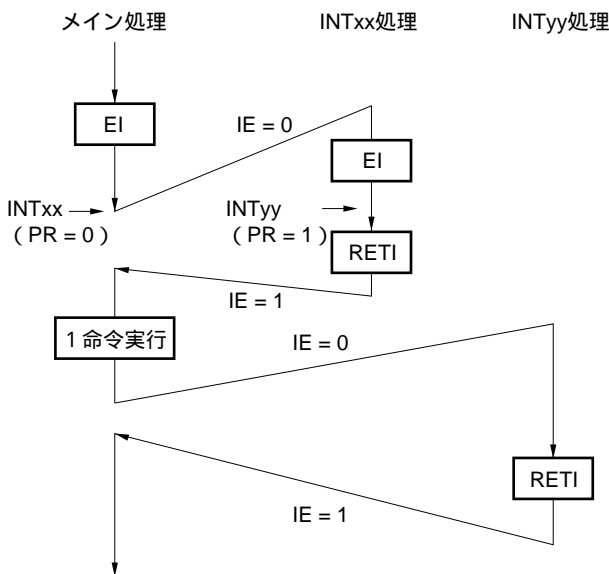 メイン処理
INTxx処理
INTyy処理
EI
IE = 0
EI
INTxx
（PR = 0）
INTyy
（PR = 1）
RETI
IE = 1
1 命令実行
IE = 0
RETI
IE = 1